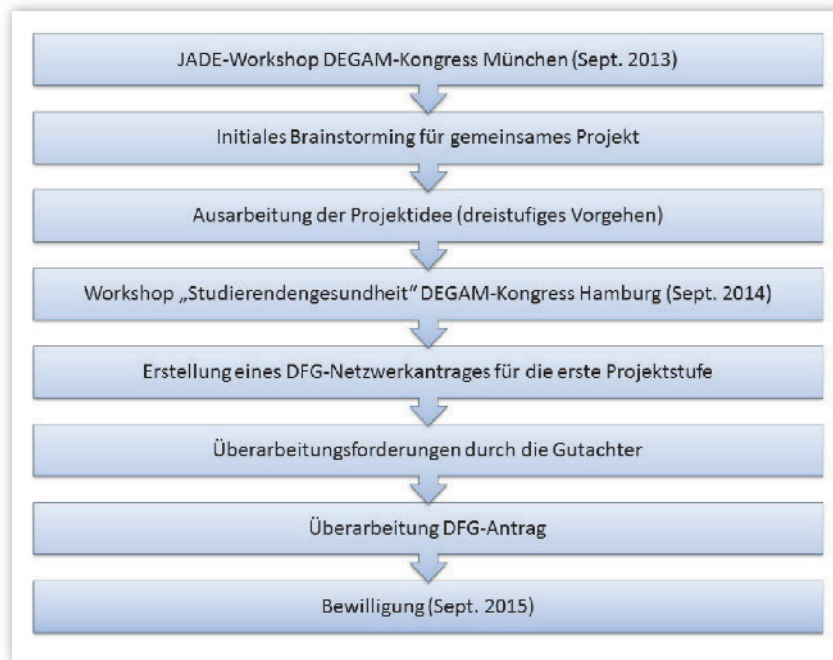 JADE-Workshop DEGAM-Kongress München (Sept. 2013)
Initiales Brainstorming für gemeinsames Projekt
Ausarbeitung der Projektidee (dreistufiges Vorgehen)
Workshop „Studierendengesundheit“ DEGAM-Kongress Hamburg (Sept. 2014)
Erstellung eines DFG-Netzwerkantrages für die erste Projektstufe
Überarbeitungsforderungen durch die Gutachter
Überarbeitung DFG-Antrag
Bewilligung (Sept. 2015)